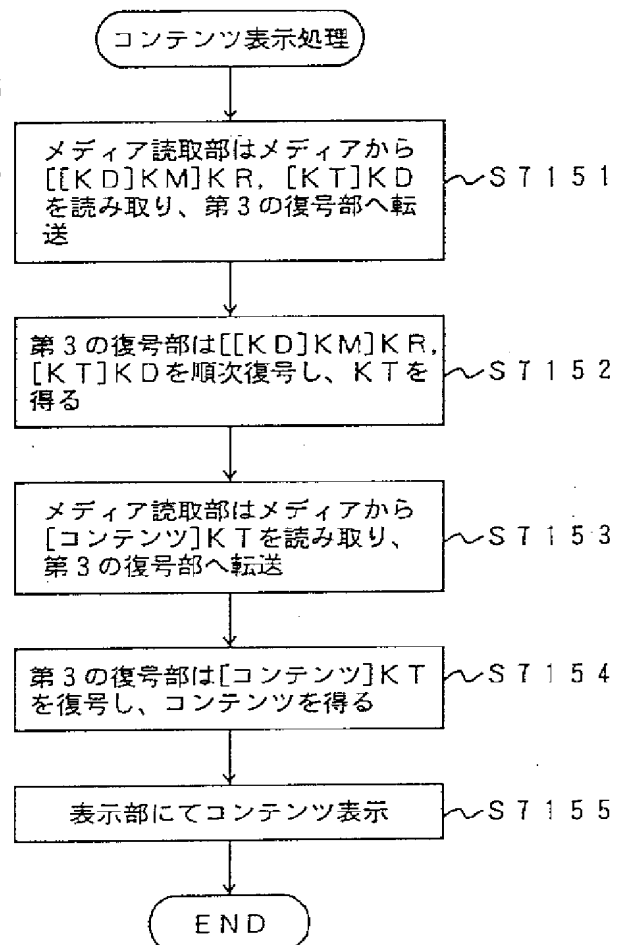 コンテンツ表示処理
メディア読取部はメディアから
[[KD]KM]KR, [KT]KD
を読み取り、第3の復号部へ転
送
S7151
第3の復号部は[[KD]KM]KR,
[KT]KDを順次復号し、KTを
得る
S7152
メディア読取部はメディアから
[コンテンツ]KTを読み取り、
第3の復号部へ転送
S7153
第3の復号部は[コンテンツ]KT
を復号し、コンテンツを得る
S7154
表示部にてコンテンツ表示
S7155
END